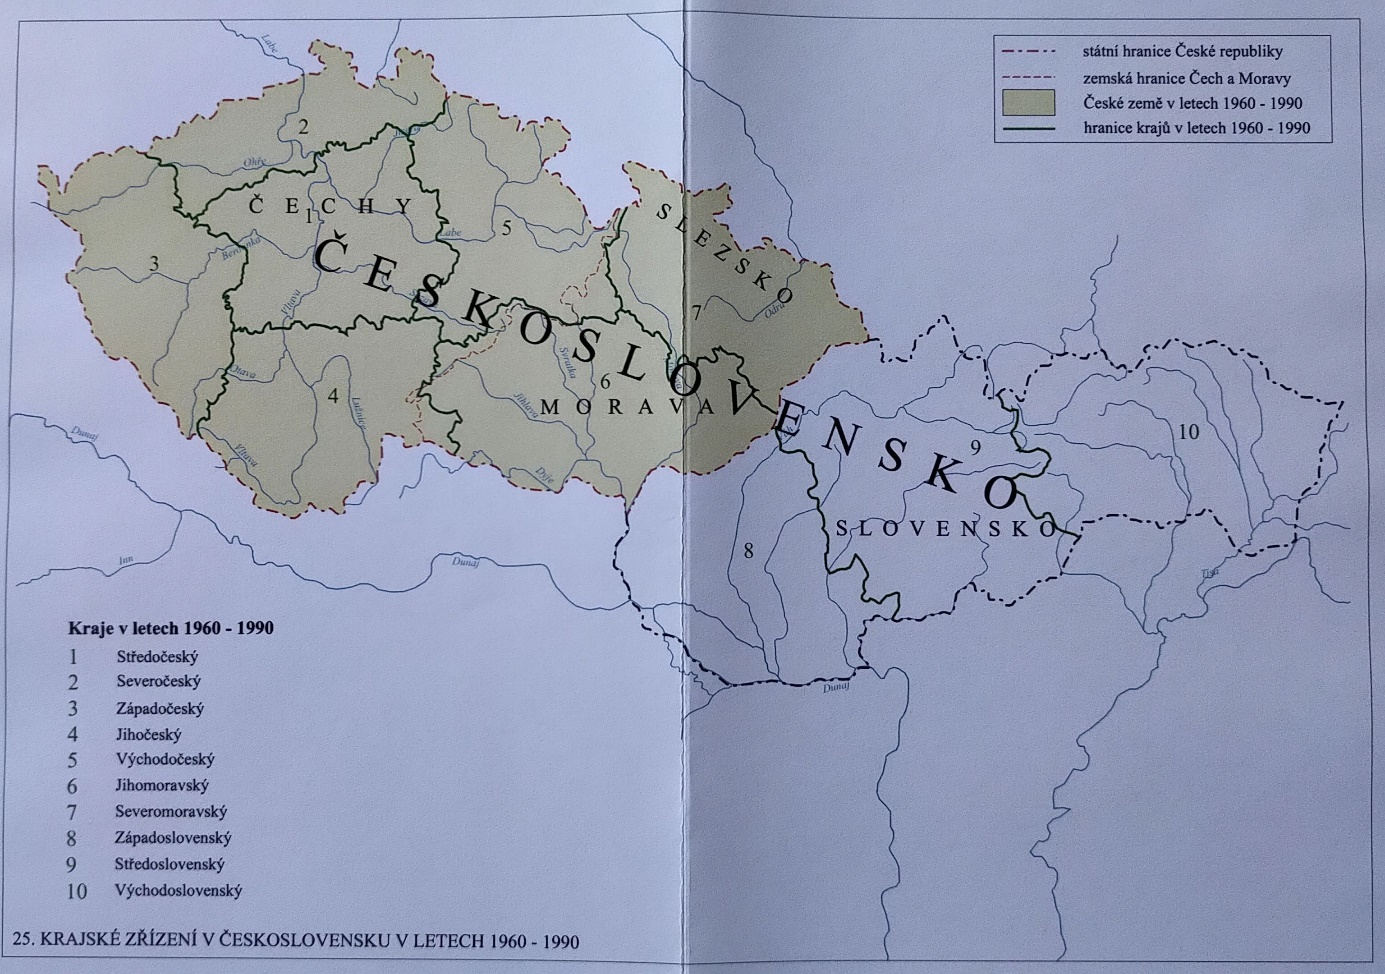 státní hranice České republiky
zemská hranice Čech a Moravy
České země v letech 1960 - 1990
hranice krajů v letech 1960 - 1990
Labe
2
Ohře
ČECHY
1
SLEZSKO
5
Labe
3
Berounka
ČESKOSLOVENSKO
Vltava
7
Odra
Otava
4
Lužnice
Svratka
6
Jihlava
MORAVA
Vltava
Dyje
Dunaj
9
10
SLOVENSKO
8
Inn
Dunaj
Tisa
Dunaj
Kraje v letech 1960 - 1990
1 Středočeský
2 Severočeský
3 Západočeský
4 Jihočeský
5 Východočeský
6 Jihomoravský
7 Severomoravský
8 Západoslovenský
9 Středoslovenský
10 Východoslovenský
25. KRAJSKÉ ZŘÍZENÍ V ČESKOSLOVENSKU V LETECH 1960 - 1990